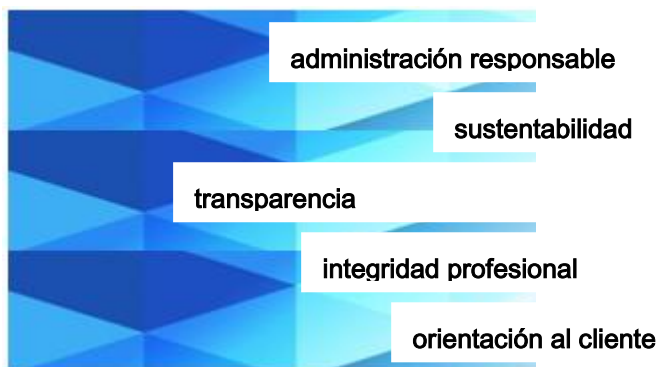 administración responsable
sustentabilidad
transparencia
integridad profesional
orientación al cliente